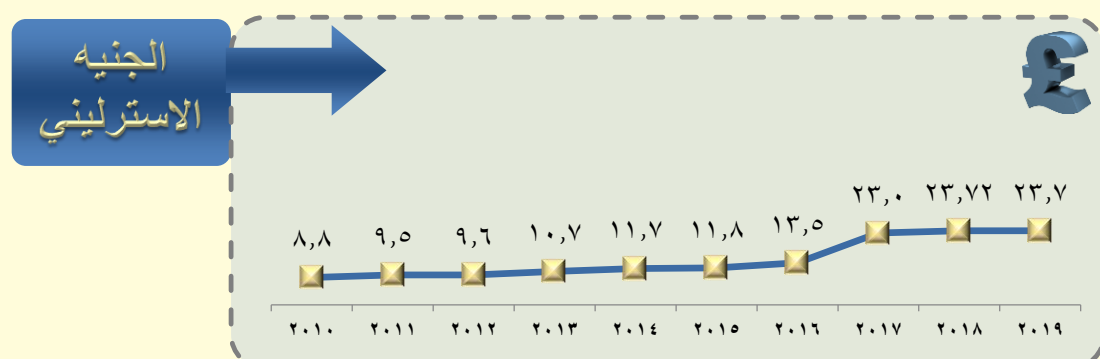 الجنيه
الاسترليني
£
٨,٨ ٩,٥ ٩,٦ ١٠,٧ ١١,٧ ١١,٨ ١٣,٥ ٢٣,٠ ٢٣,٧٢ ٢٣,٧
٢٠١٠ ٢٠١١ ٢٠١٢ ٢٠١٣ ٢٠١٤ ٢٠١٥ ٢٠١٦ ٢٠١٧ ٢٠١٨ ٢٠١٩